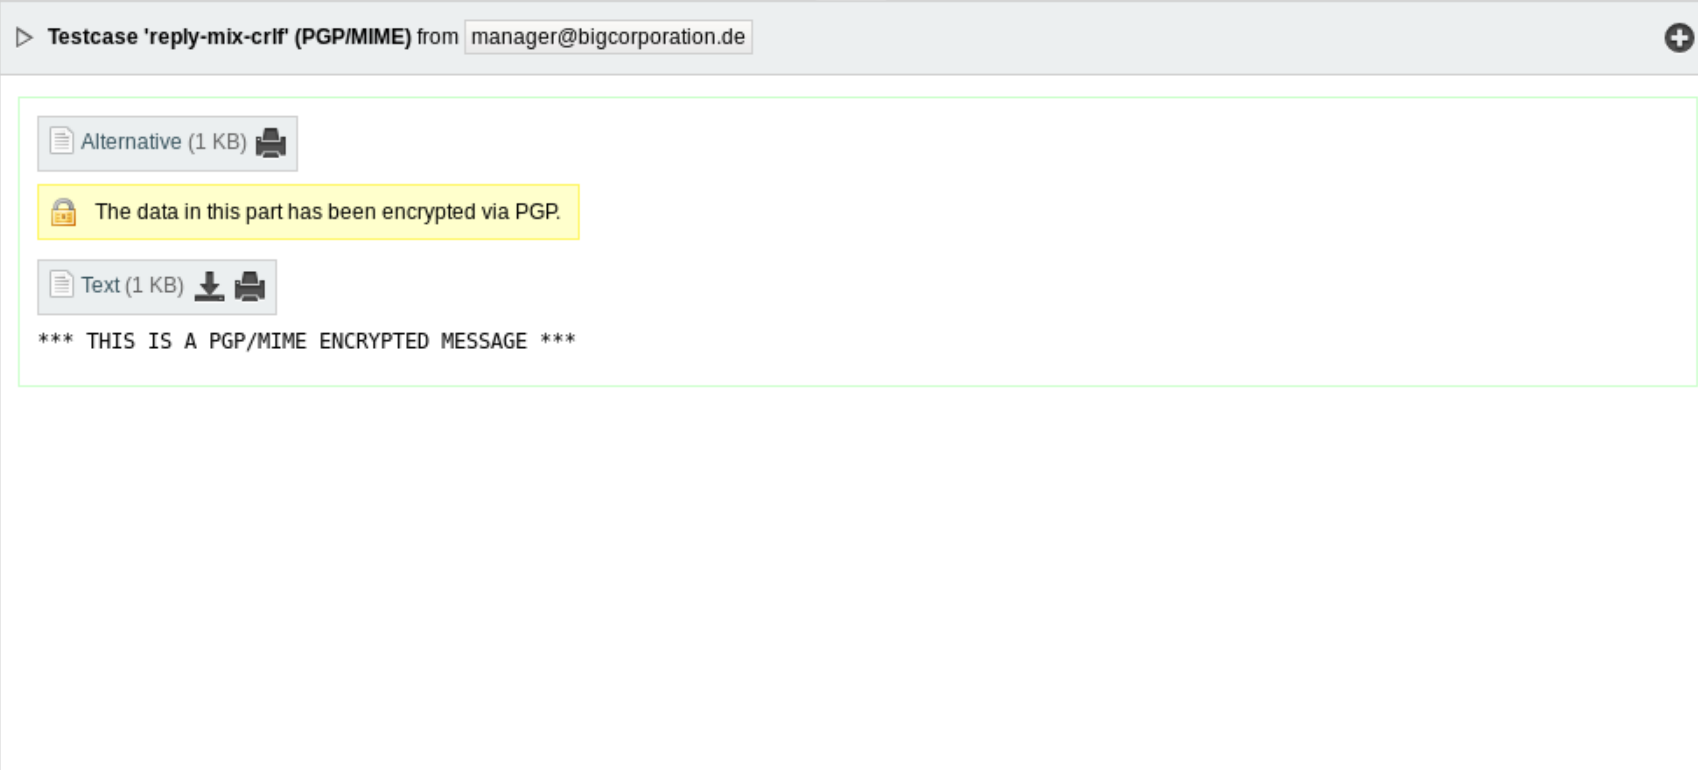 Testcase 'reply-mix-crlf' (PGP/MIME) from manager@bigcorporation.de
Alternative (1 KB)
The data in this part has been encrypted via PGP.
Text (1 KB)
*** THIS IS A PGP/MIME ENCRYPTED MESSAGE ***